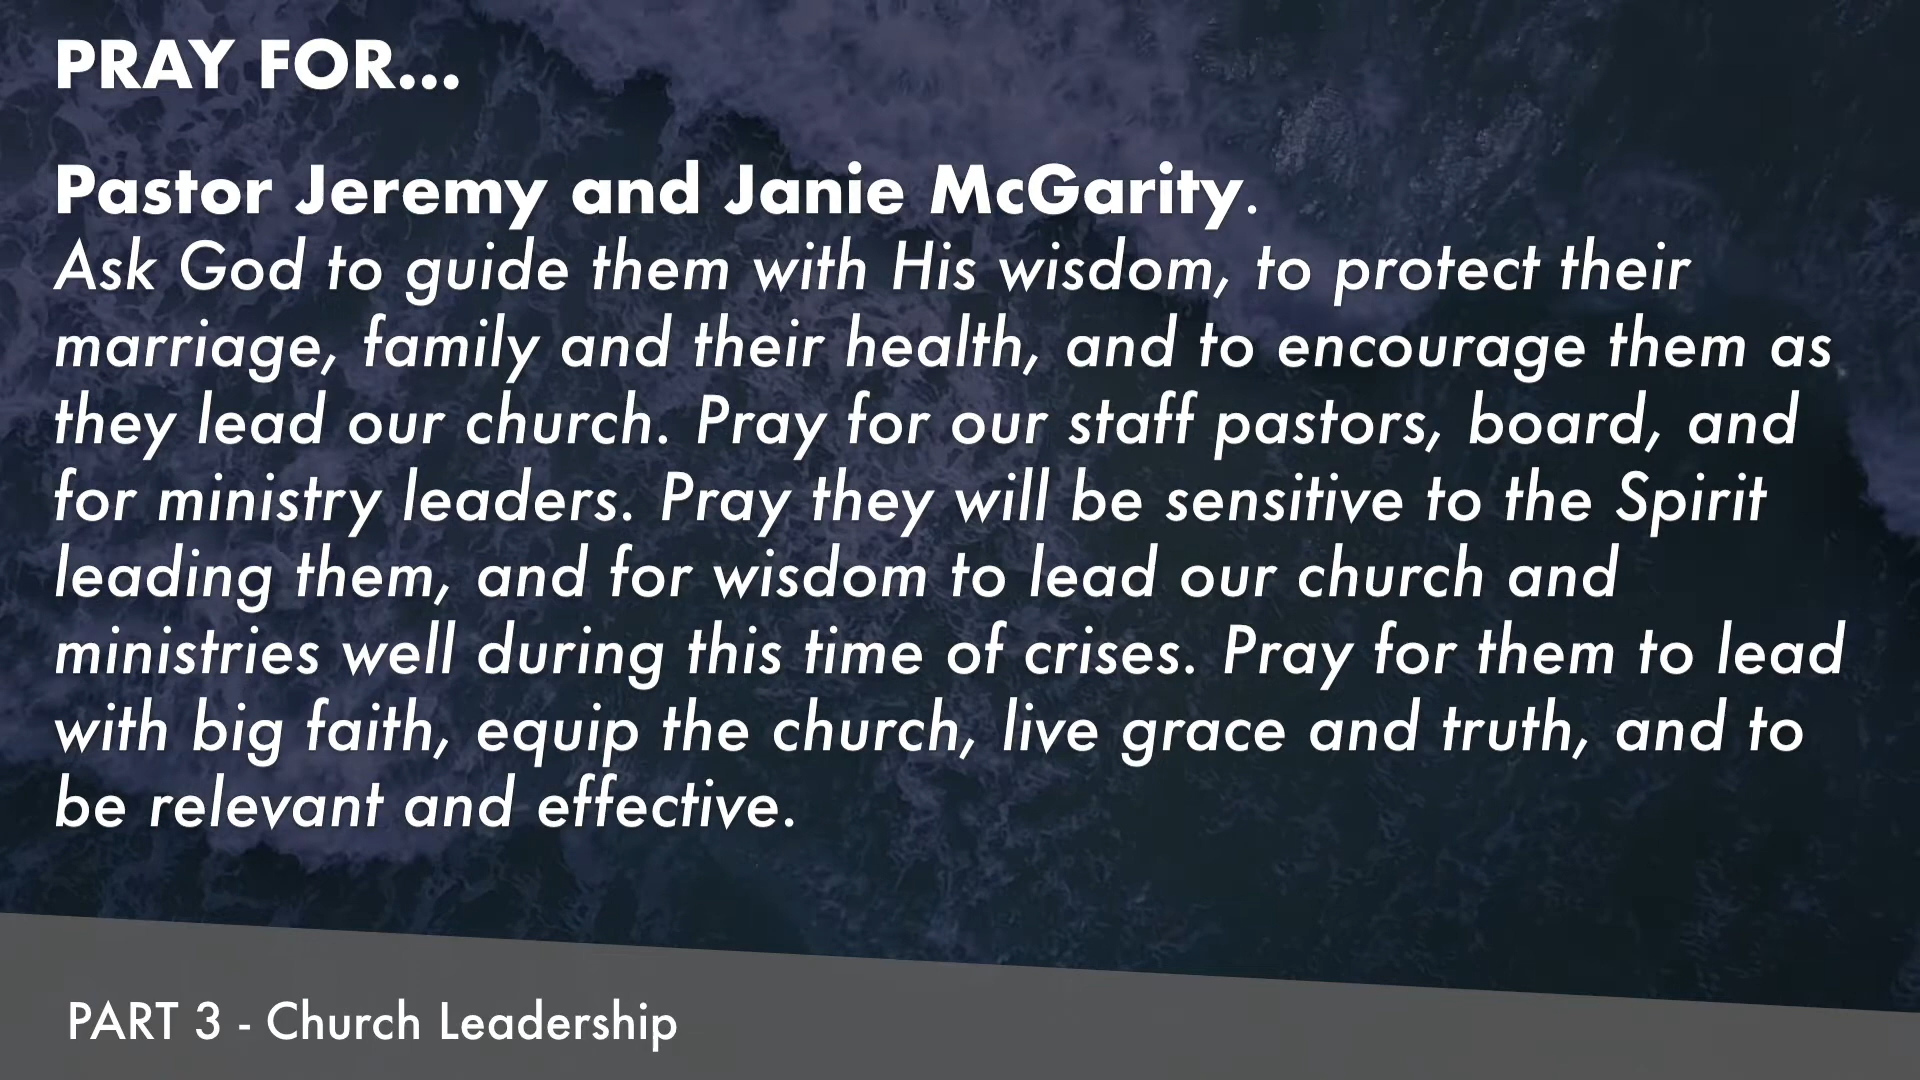 PRAY FOR...
Pastor Jeremy and Janie McGarity.
Ask God to guide them with His wisdom, to protect their
marriage, family and their health, and to encourage them as
they lead our church. Pray for our staff pastors, board, and
for ministry leaders. Pray they will be sensitive to the Spirit
leading them, and for wisdom to lead our church and
ministries well during this time of crises. Pray for them to lead
with big faith, equip the church, live grace and truth, and to
be relevant and effective.
PART 3 - Church Leadership